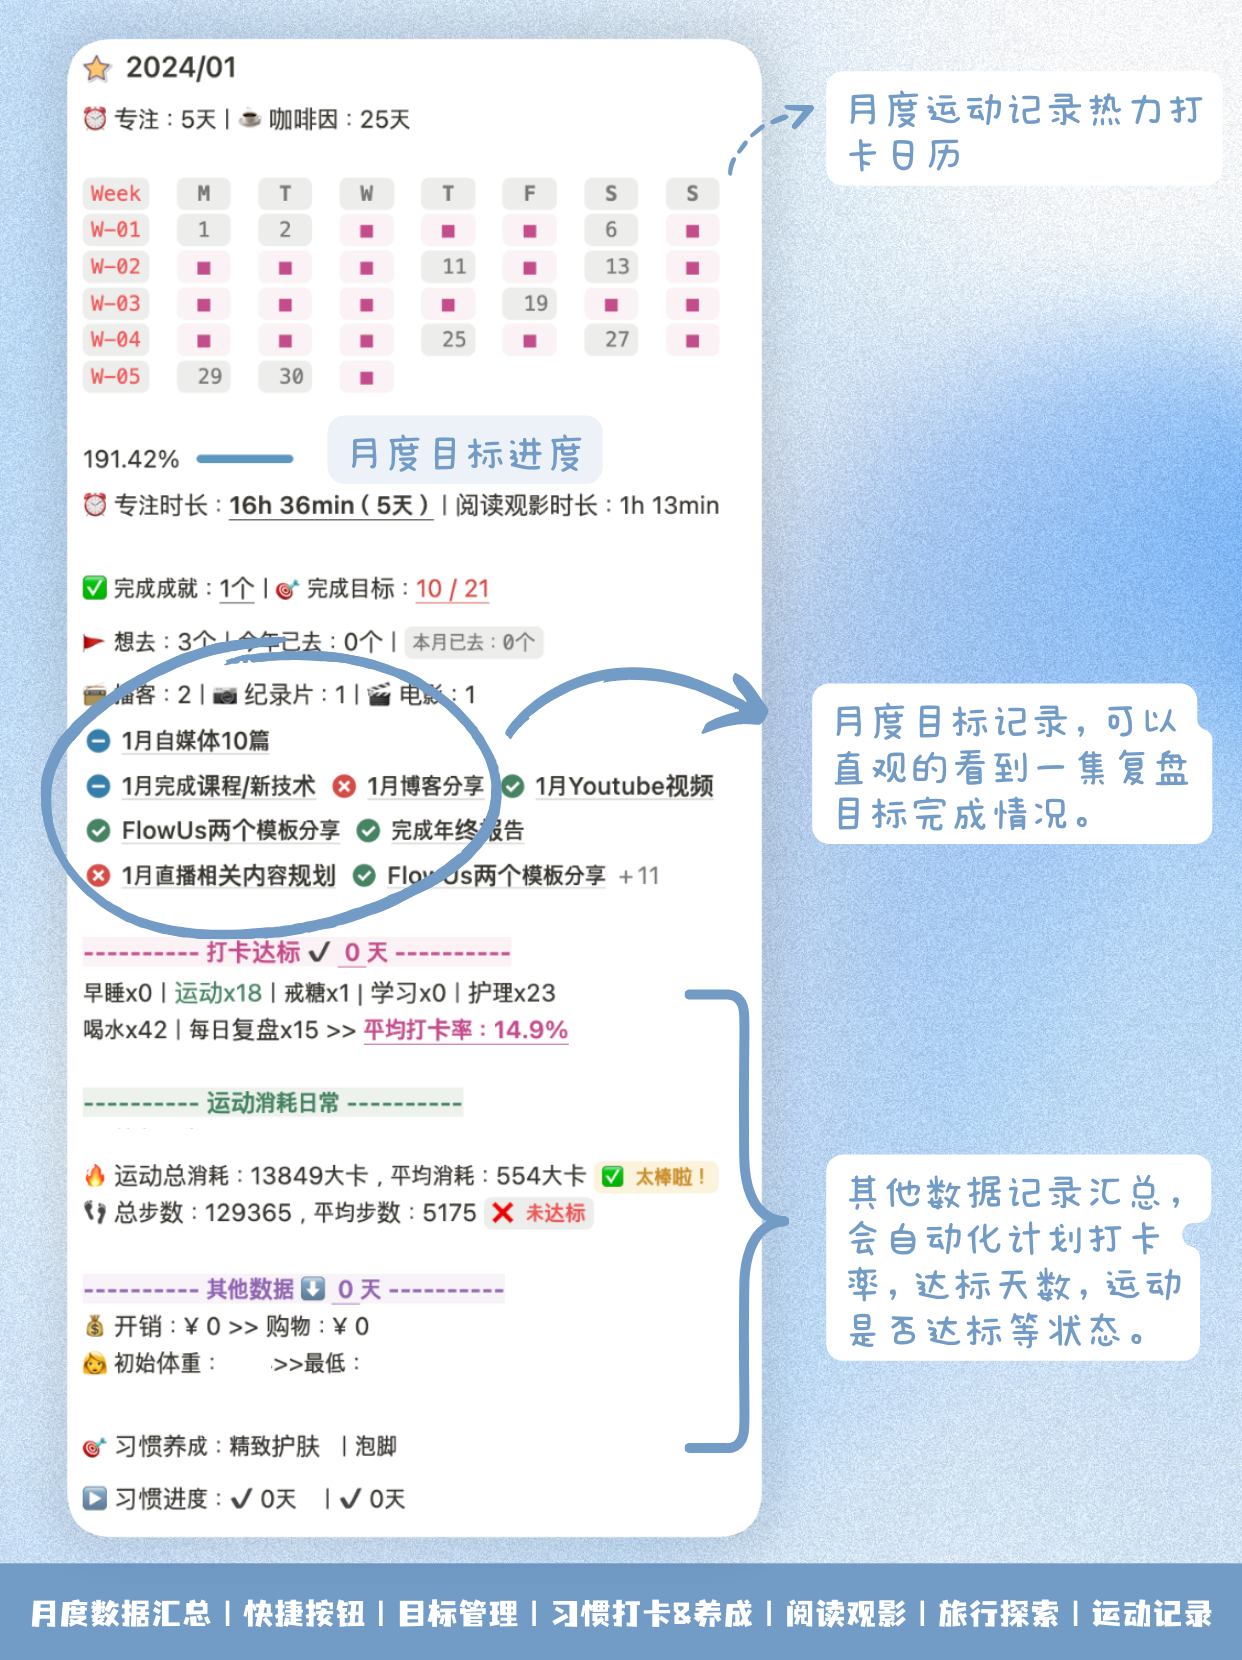 2024/01
专注：5天 | 咖啡因：25天
月度运动记录热力打
卡日历
Week M T W T F S S
W-01 1 2 ■ ■ ■ 6 ■
W-02 ■ ■ ■ 11 ■ 13 ■
W-03 ■ ■ ■ ■ 19 ■ ■
W-04 ■ ■ ■ 25 ■ 27 ■
W-05 29 30 ■
191.42%
月度目标进度
专注时长：16h 36min（5天）| 阅读观影时长：1h 13min
完成成就：1个 | 完成目标：10 / 21
想去：3个 | 今年已去：0个 | 本月已去：0个
播客：2 | 纪录片：1 | 电影：1
1月自媒体10篇
1月完成课程/新技术 1月博客分享 1月Youtube视频
FlowUs两个模板分享 完成年终报告
1月直播相关内容规划 FlowUs两个模板分享 +11
月度目标记录，可以
直观的看到一集复盘
目标完成情况。
---------- 打卡达标 ✓ 0 天 ----------
早睡x0 | 运动x18 | 戒糖x1 | 学习x0 | 护理x23
喝水x42 | 每日复盘x15 >> 平均打卡率：14.9%
---------- 运动消耗日常 ----------
运动总消耗：13849大卡，平均消耗：554大卡 太棒啦！
总步数：129365，平均步数：5175 未达标
---------- 其他数据 0 天 ----------
开销：¥ 0 >> 购物：¥ 0
初始体重： >>最低：
习惯养成：精致护肤 | 泡脚
习惯进度：✓ 0天 | ✓ 0天
其他数据记录汇总，
会自动化计划打卡
率，达标天数，运动
是否达标等状态。
月度数据汇总 | 快捷按钮 | 目标管理 | 习惯打卡&养成 | 阅读观影 | 旅行探索 | 运动记录